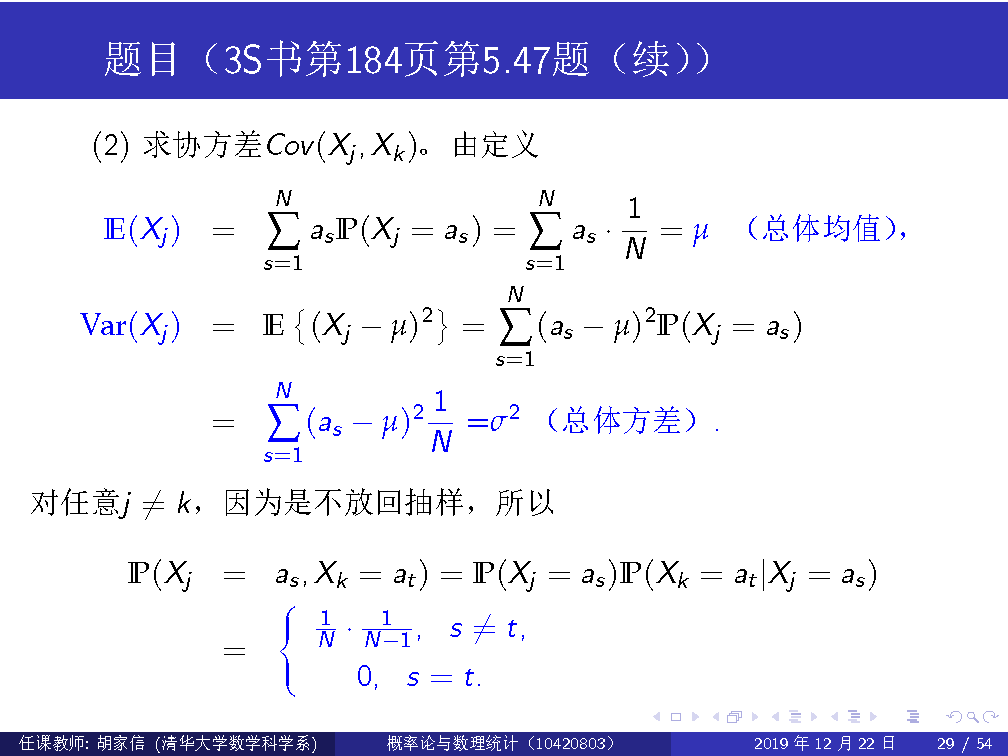 题目（3S书第184页第5.47题（续））
(2) 求协方差Cov(X_j, X_k)。由定义
𝔼(X_j) = ∑_{s=1}^{N} a_s ℙ(X_j = a_s) = ∑_{s=1}^{N} a_s · 1/N = μ （总体均值），
Var(X_j) = 𝔼{(X_j − μ)²} = ∑_{s=1}^{N} (a_s − μ)² ℙ(X_j = a_s)
= ∑_{s=1}^{N} (a_s − μ)² 1/N = σ² （总体方差）.
对任意j ≠ k，因为是不放回抽样，所以
ℙ(X_j = a_s, X_k = a_t) = ℙ(X_j = a_s)ℙ(X_k = a_t|X_j = a_s)
= { 1/N · 1/(N−1), s ≠ t,
0, s = t.
任课教师: 胡家信 (清华大学数学科学系) 概率论与数理统计（10420803） 2019 年 12 月 22 日 29 / 54